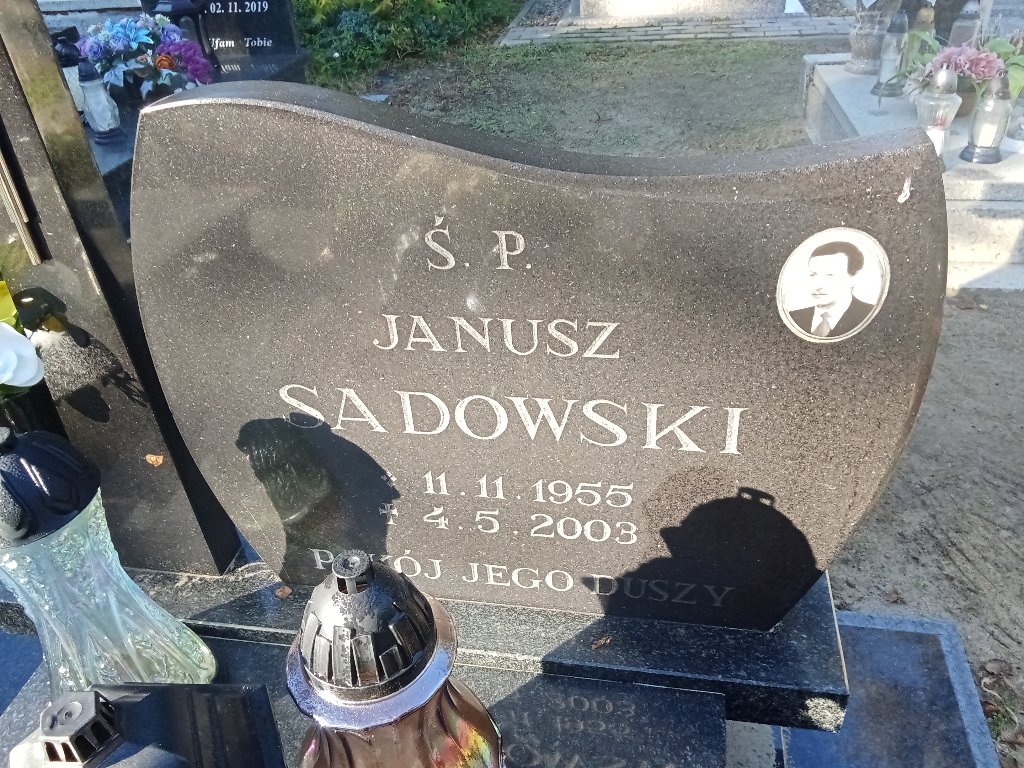 02.11.2019
Ufam Tobie
Ś. P.
JANUSZ
SADOWSKI
* 11.11.1955
† 4.5.2003
POKÓJ JEGO DUSZY